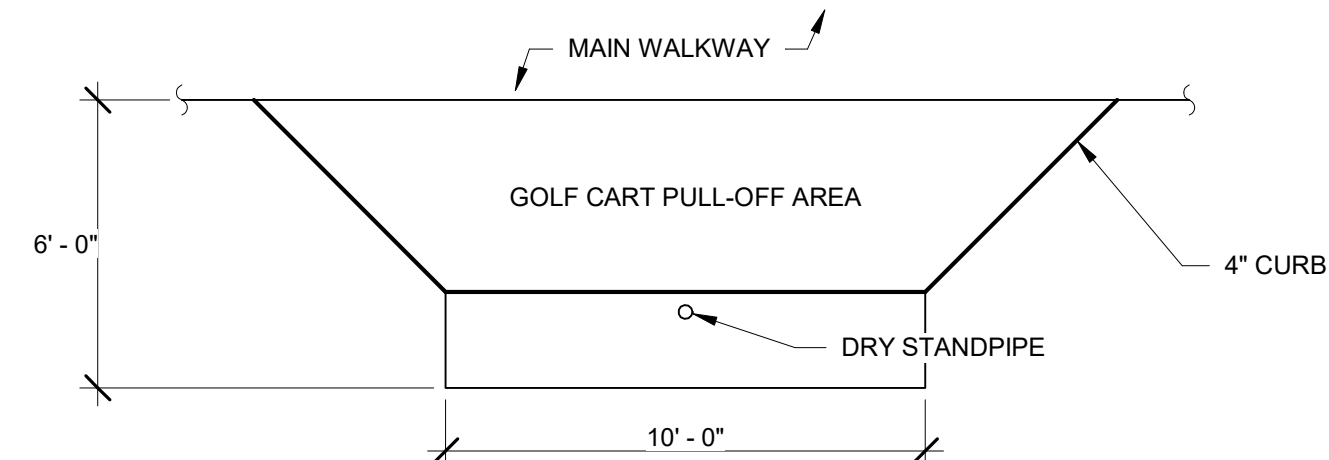 MAIN WALKWAY
GOLF CART PULL-OFF AREA
6' - 0"
4" CURB
DRY STANDPIPE
10' - 0"